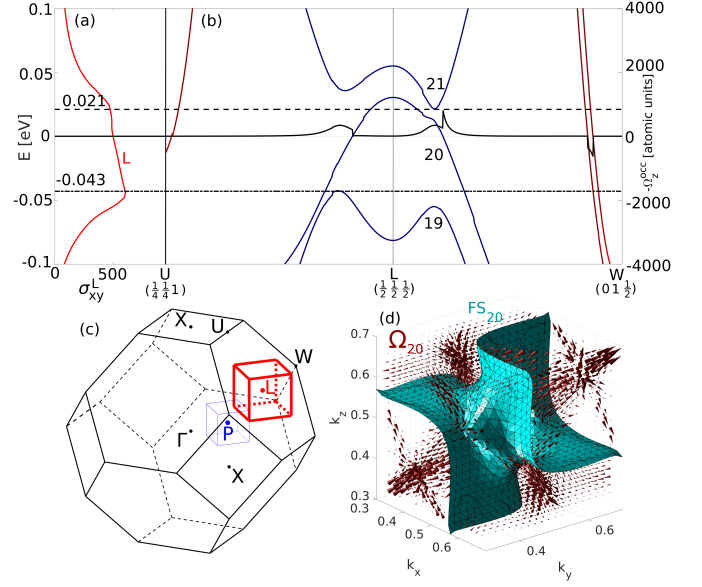 (a)
(b)
0.1
0.05
0
-0.05
-0.1
E [eV]
0.021
-0.043
L
21
20
19
4000
2000
0
-2000
-4000
-Ω_z^occ [atomic units]
0
500
σ_xy^L
U
(1/4 1/4 1)
L
(1/2 1/2 1/2)
W
(0 1 1/2)
(c)
X
U
W
L
P
Γ
X
(d)
FS_20
Ω_20
0.7
0.6
0.5
0.4
0.3
k_z
0.3
0.4
0.5
0.6
k_x
0.4
0.6
k_y